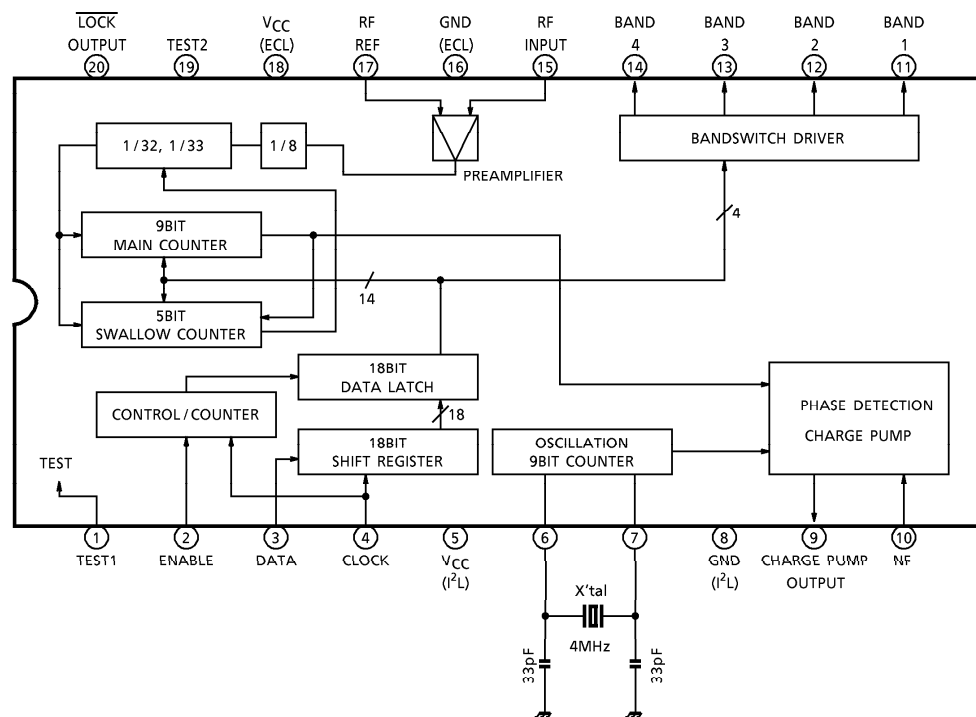 LOCK
OUTPUT
TEST2
VCC
(ECL)
RF
REF
GND
(ECL)
RF
INPUT
BAND
4
BAND
3
BAND
2
BAND
1
20
19
18
17
16
15
14
13
12
11
1/32, 1/33
1/8
PREAMPLIFIER
BANDSWITCH DRIVER
4
9BIT
MAIN COUNTER
14
5BIT
SWALLOW COUNTER
18BIT
DATA LATCH
CONTROL/COUNTER
18
18BIT
SHIFT REGISTER
OSCILLATION
9BIT COUNTER
PHASE DETECTION
CHARGE PUMP
TEST
1
2
3
4
5
6
7
8
9
10
TEST1
ENABLE
DATA
CLOCK
VCC
(I²L)
GND
(I²L)
CHARGE PUMP
OUTPUT
NF
X'tal
4MHz
33pF
33pF